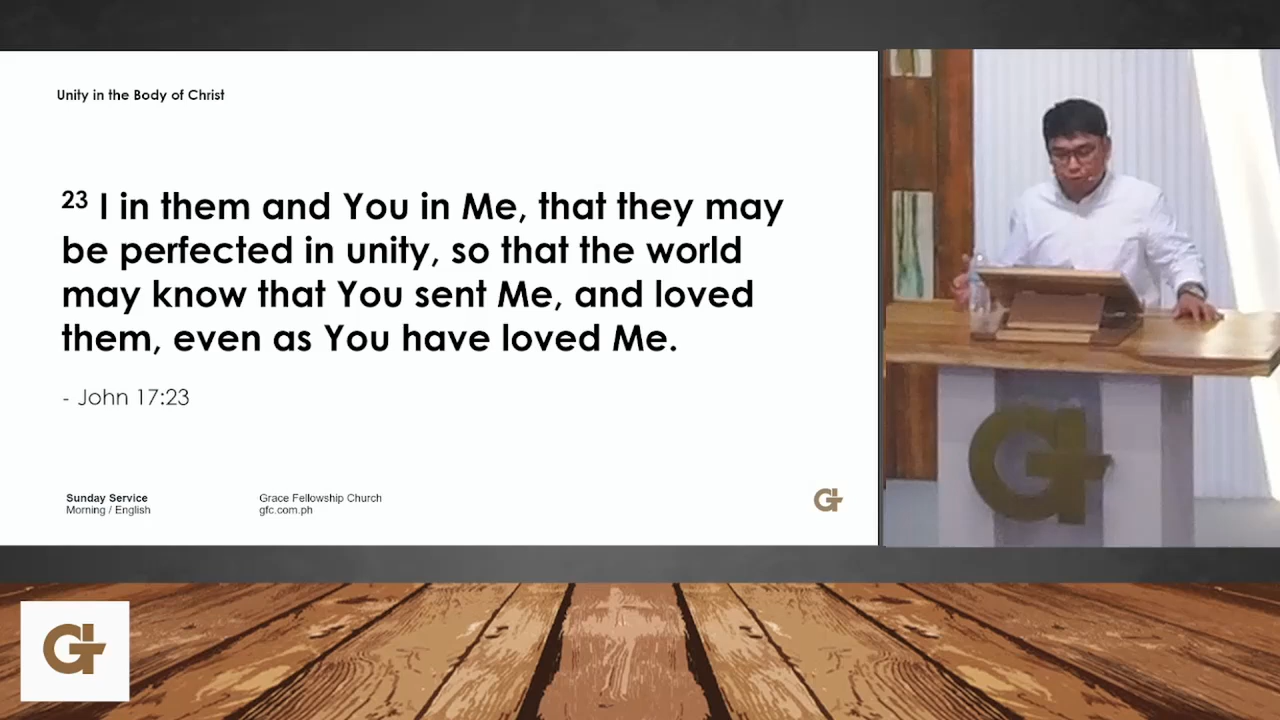 Unity in the Body of Christ
23 I in them and You in Me, that they may
be perfected in unity, so that the world
may know that You sent Me, and loved
them, even as You have loved Me.
- John 17:23
Sunday Service
Morning / English
Grace Fellowship Church
gfc.com.ph